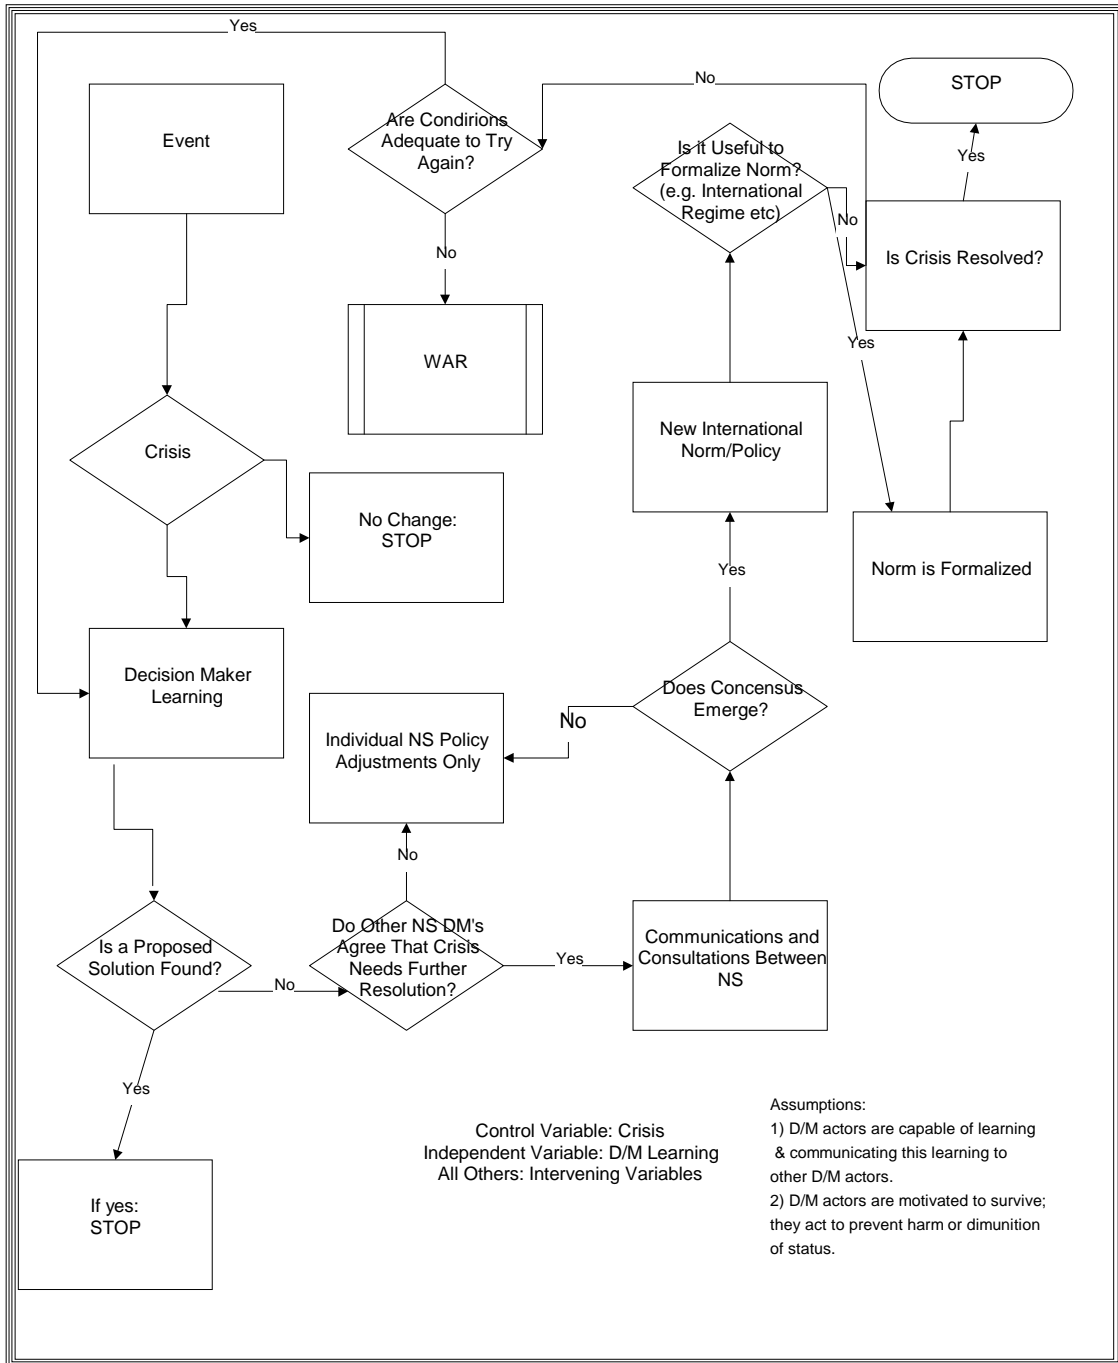 Yes
Event
Are Condirions
Adequate to Try
Again?
No
STOP
Is it Useful to
Formalize Norm?
(e.g. International
Regime etc)
Yes
No
Is Crisis Resolved?
No
WAR
Yes
Crisis
New International
Norm/Policy
No Change:
STOP
Norm is Formalized
Yes
Decision Maker
Learning
Does Concensus
Emerge?
No
Individual NS Policy
Adjustments Only
No
Is a Proposed
Solution Found?
No
Do Other NS DM's
Agree That Crisis
Needs Further
Resolution?
Yes
Communications and
Consultations Between
NS
Yes
If yes:
STOP
Control Variable: Crisis
Independent Variable: D/M Learning
All Others: Intervening Variables
Assumptions:
1) D/M actors are capable of learning
& communicating this learning to
other D/M actors.
2) D/M actors are motivated to survive;
they act to prevent harm or dimunition
of status.